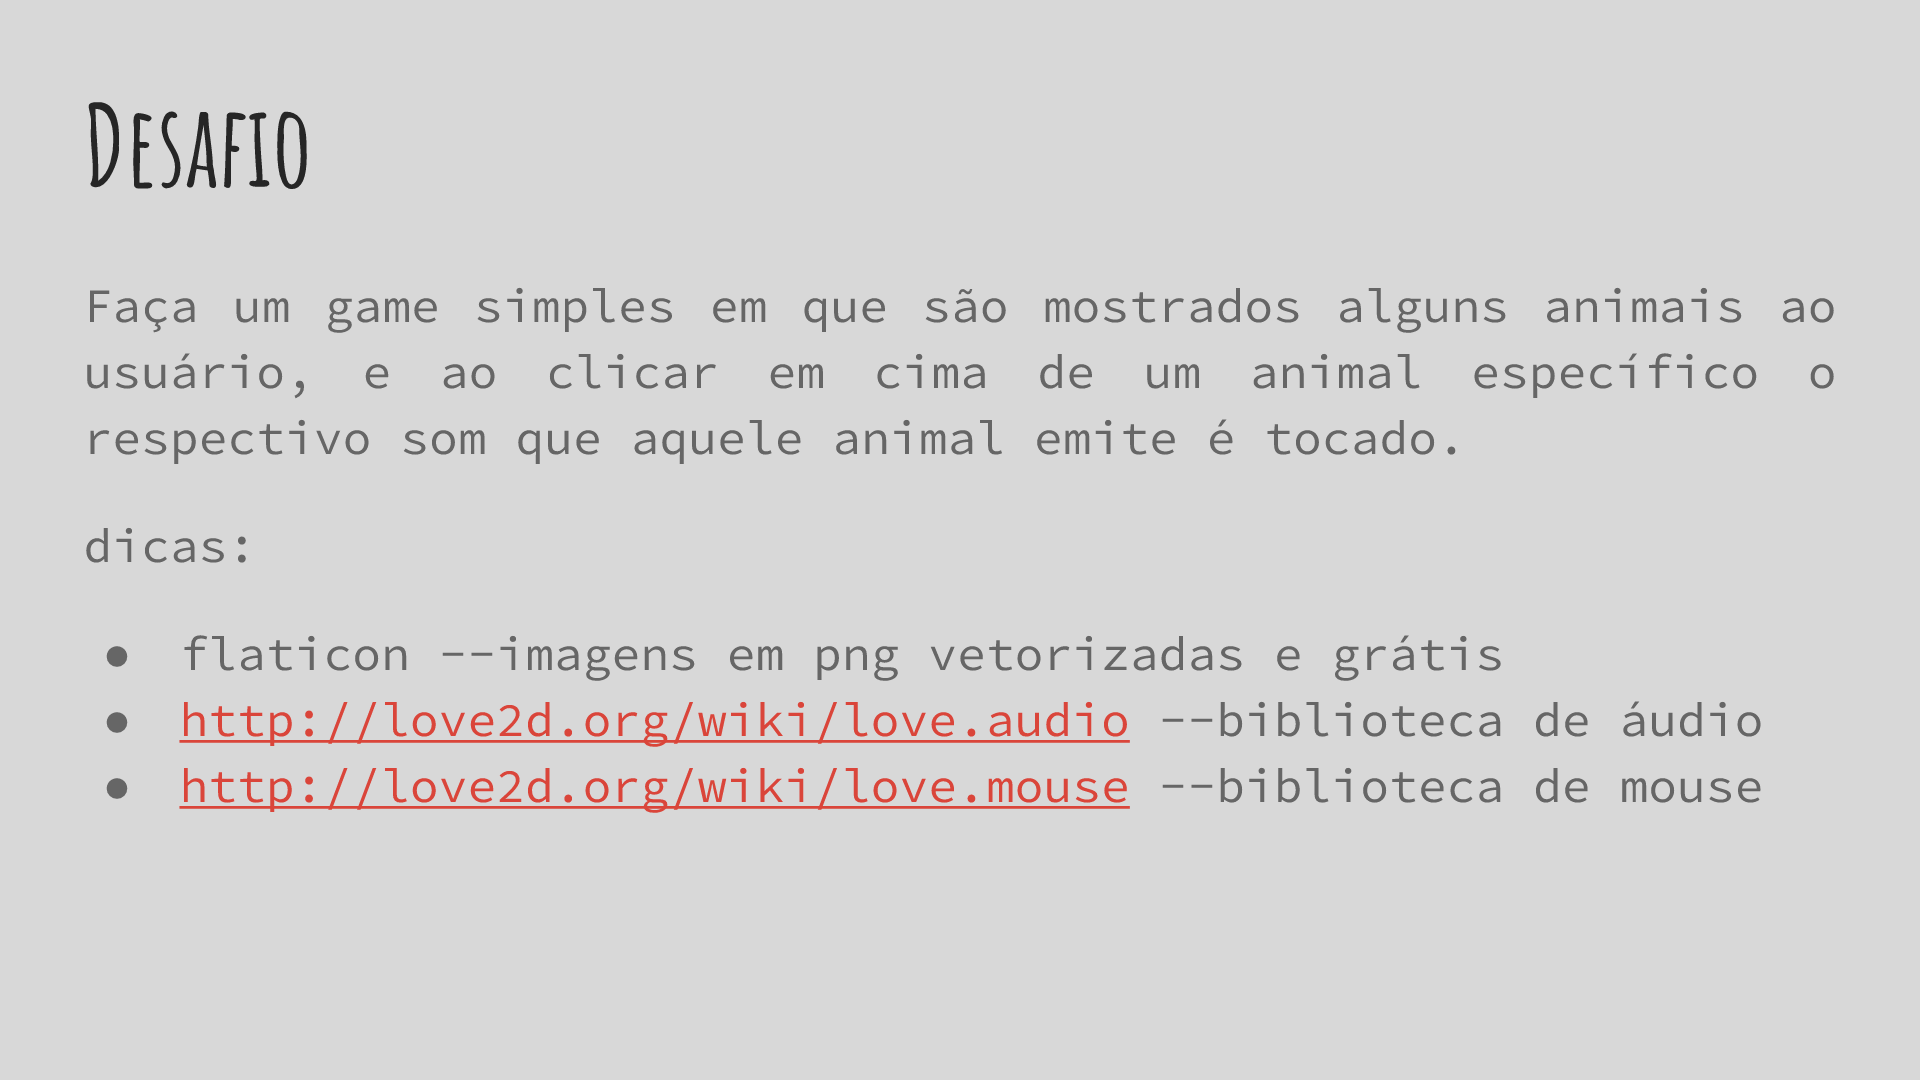 Desafio
Faça um game simples em que são mostrados alguns animais ao
usuário, e ao clicar em cima de um animal específico o
respectivo som que aquele animal emite é tocado.
dicas:
● flaticon --imagens em png vetorizadas e grátis
● http://love2d.org/wiki/love.audio --biblioteca de áudio
● http://love2d.org/wiki/love.mouse --biblioteca de mouse